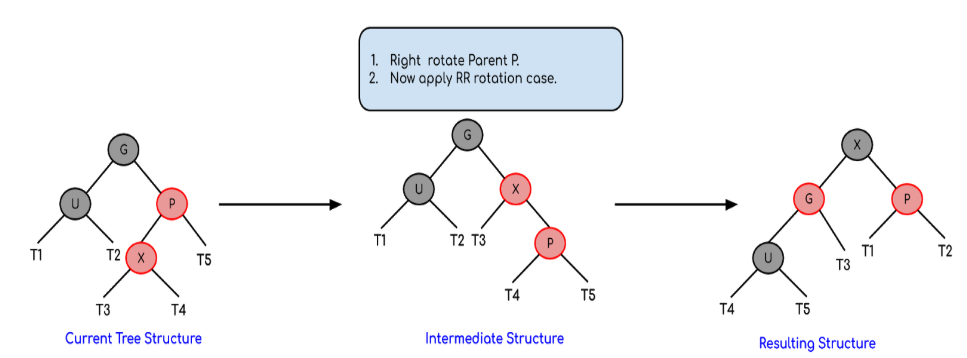 1. Right rotate Parent P.
2. Now apply RR rotation case.
G
U
P
T1
T2
X
T5
T3
T4
Current Tree Structure
G
U
X
T1
T2
T3
P
T4
T5
Intermediate Structure
X
G
P
U
T3
T1
T2
T4
T5
Resulting Structure